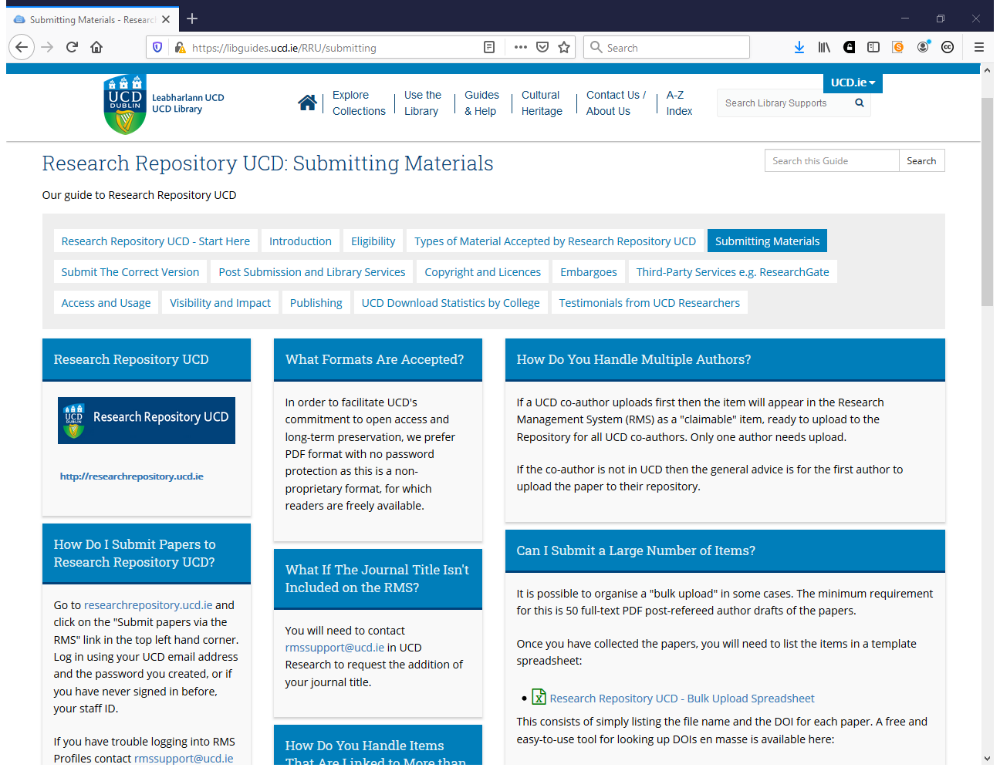 Submitting Materials - Researc
https://libguides.ucd.ie/RRU/submitting
Search
UCD.ie
UCD
DUBLIN
Leabharlann UCD
UCD Library
Explore
Collections
Use the
Library
Guides
& Help
Cultural
Heritage
Contact Us /
About Us
A-Z
Index
Search Library Supports
Research Repository UCD: Submitting Materials
Search this Guide
Search
Our guide to Research Repository UCD
Research Repository UCD - Start Here
Introduction
Eligibility
Types of Material Accepted by Research Repository UCD
Submitting Materials
Submit The Correct Version
Post Submission and Library Services
Copyright and Licences
Embargoes
Third-Party Services e.g. ResearchGate
Access and Usage
Visibility and Impact
Publishing
UCD Download Statistics by College
Testimonials from UCD Researchers
Research Repository UCD
UCD
DUBLIN
Research Repository UCD
http://researchrepository.ucd.ie
How Do I Submit Papers to
Research Repository UCD?
Go to researchrepository.ucd.ie and
click on the "Submit papers via the
RMS" link in the top left hand corner.
Log in using your UCD email address
and the password you created, or if
you have never signed in before,
your staff ID.
If you have trouble logging into RMS
Profiles contact rmssupport@ucd.ie
What Formats Are Accepted?
In order to facilitate UCD's
commitment to open access and
long-term preservation, we prefer
PDF format with no password
protection as this is a non-
proprietary format, for which
readers are freely available.
What If The Journal Title Isn't
Included on the RMS?
You will need to contact
rmssupport@ucd.ie in UCD
Research to request the addition of
your journal title.
How Do You Handle Items
That Are Linked to More than
How Do You Handle Multiple Authors?
If a UCD co-author uploads first then the item will appear in the Research
Management System (RMS) as a "claimable" item, ready to upload to the
Repository for all UCD co-authors. Only one author needs upload.
If the co-author is not in UCD then the general advice is for the first author to
upload the paper to their repository.
Can I Submit a Large Number of Items?
It is possible to organise a "bulk upload" in some cases. The minimum requirement
for this is 50 full-text PDF post-refereed author drafts of the papers.
Once you have collected the papers, you will need to list the items in a template
spreadsheet:
Research Repository UCD - Bulk Upload Spreadsheet
This consists of simply listing the file name and the DOI for each paper. A free and
easy-to-use tool for looking up DOIs en masse is available here: